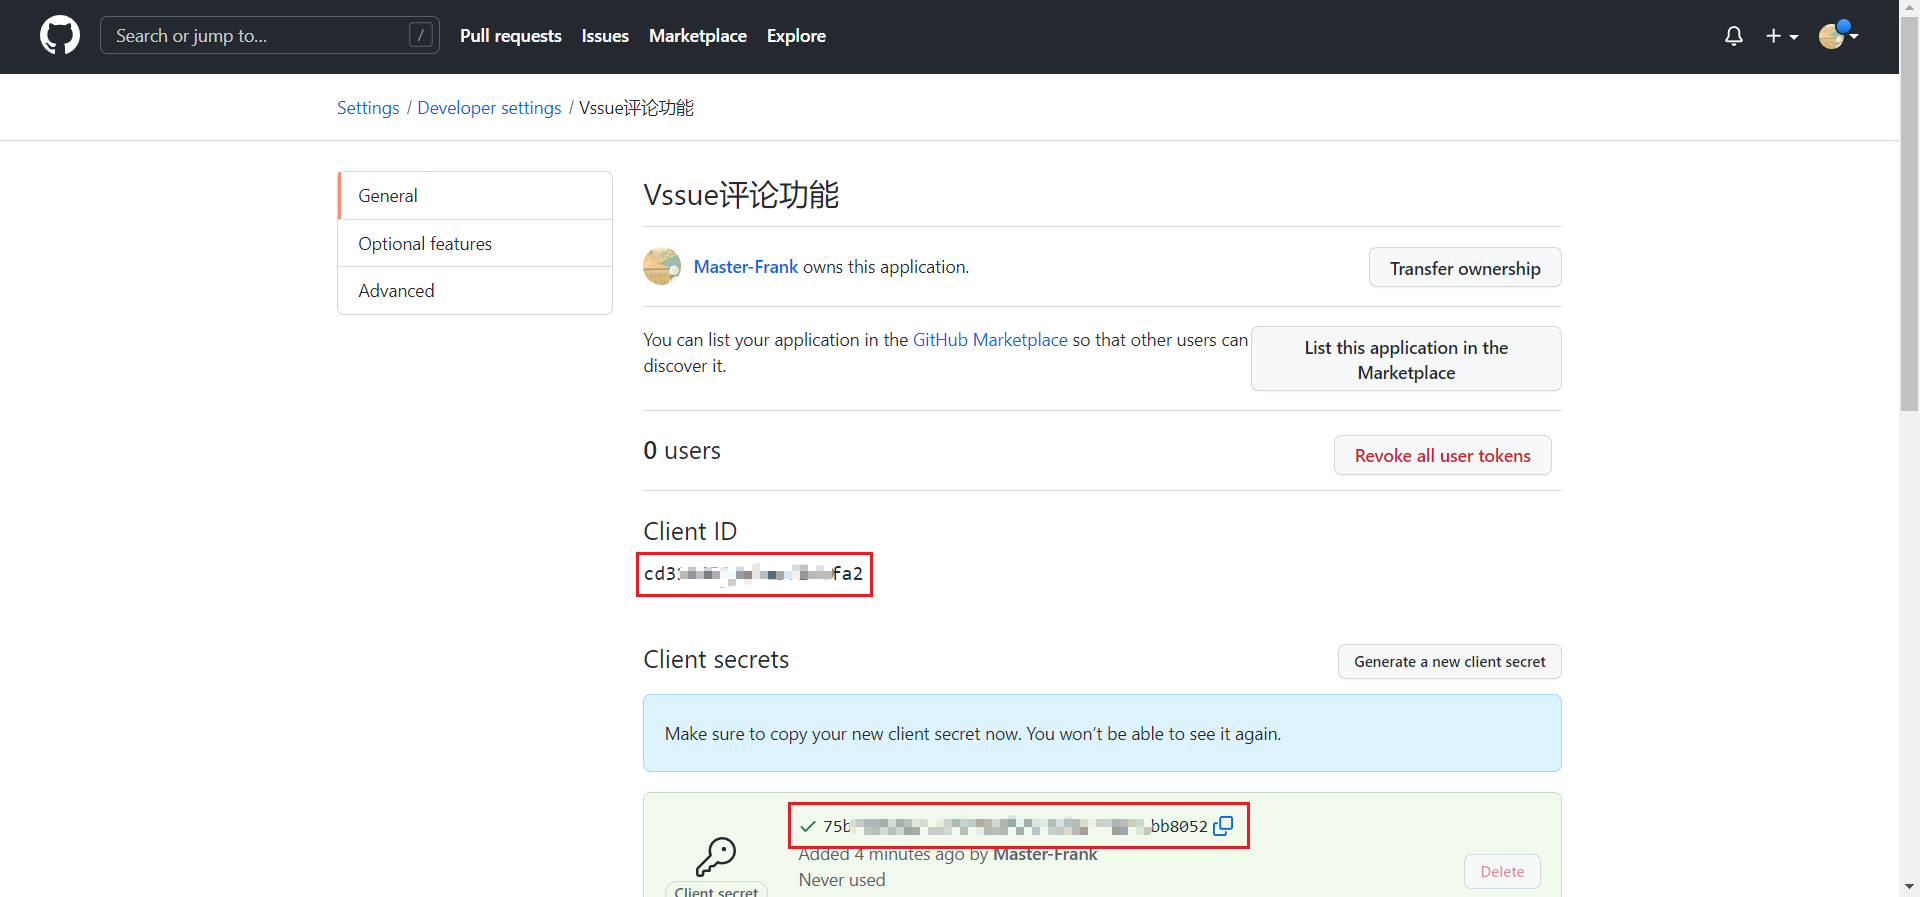 Search or jump to... / Pull requests Issues Marketplace Explore
Settings / Developer settings / Vssue评论功能
General
Optional features
Advanced
Vssue评论功能
Master-Frank owns this application.
Transfer ownership
You can list your application in the GitHub Marketplace so that other users can
discover it.
List this application in the
Marketplace
0 users
Revoke all user tokens
Client ID
cd3 fa2
Client secrets
Generate a new client secret
Make sure to copy your new client secret now. You won’t be able to see it again.
75b bb8052
Added 4 minutes ago by Master-Frank
Never used
Client secret
Delete